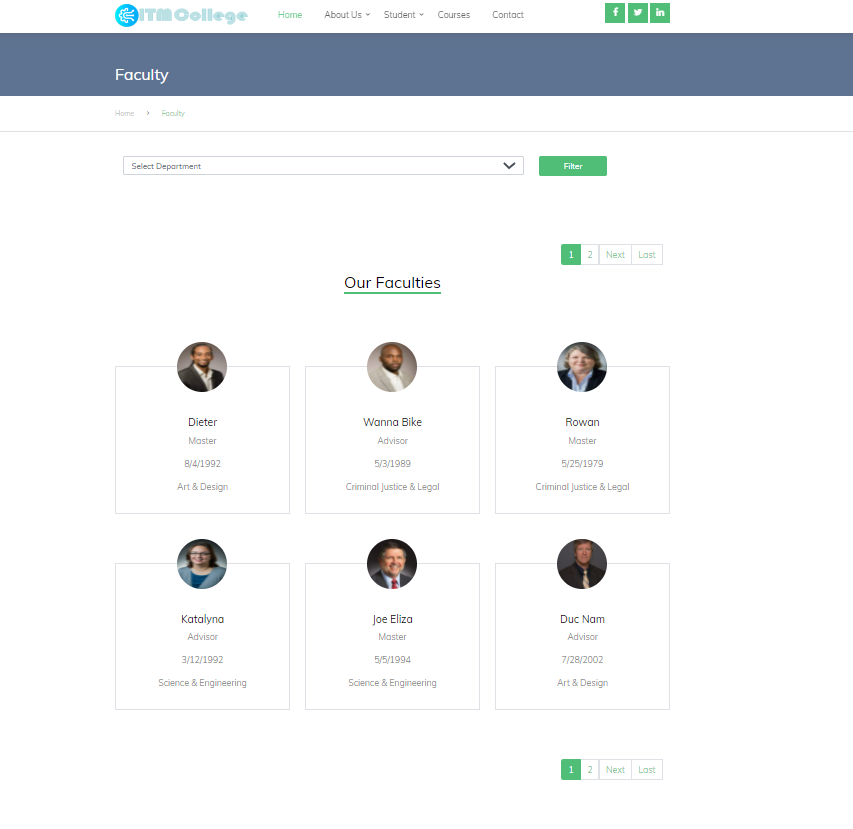 ITM College
Home About Us Student Courses Contact
Faculty
Home › Faculty
Select Department Filter
1 2 Next Last
Our Faculties
Dieter
Master
8/4/1992
Art & Design
Wanna Bike
Advisor
5/3/1989
Criminal Justice & Legal
Rowan
Master
5/25/1979
Criminal Justice & Legal
Katalyna
Advisor
3/12/1992
Science & Engineering
Joe Eliza
Master
5/5/1994
Science & Engineering
Duc Nam
Advisor
7/28/2002
Art & Design
1 2 Next Last